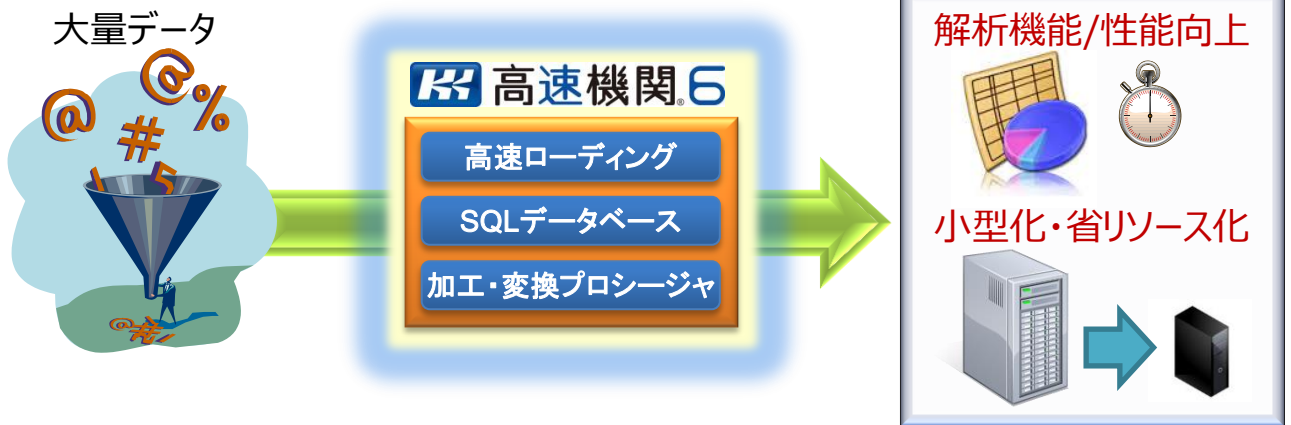 大量データ
@
@
%
#
5
KK 高速機関®6
高速ローディング
SQLデータベース
加工・変換プロシージャ
解析機能/性能向上
小型化・省リソース化